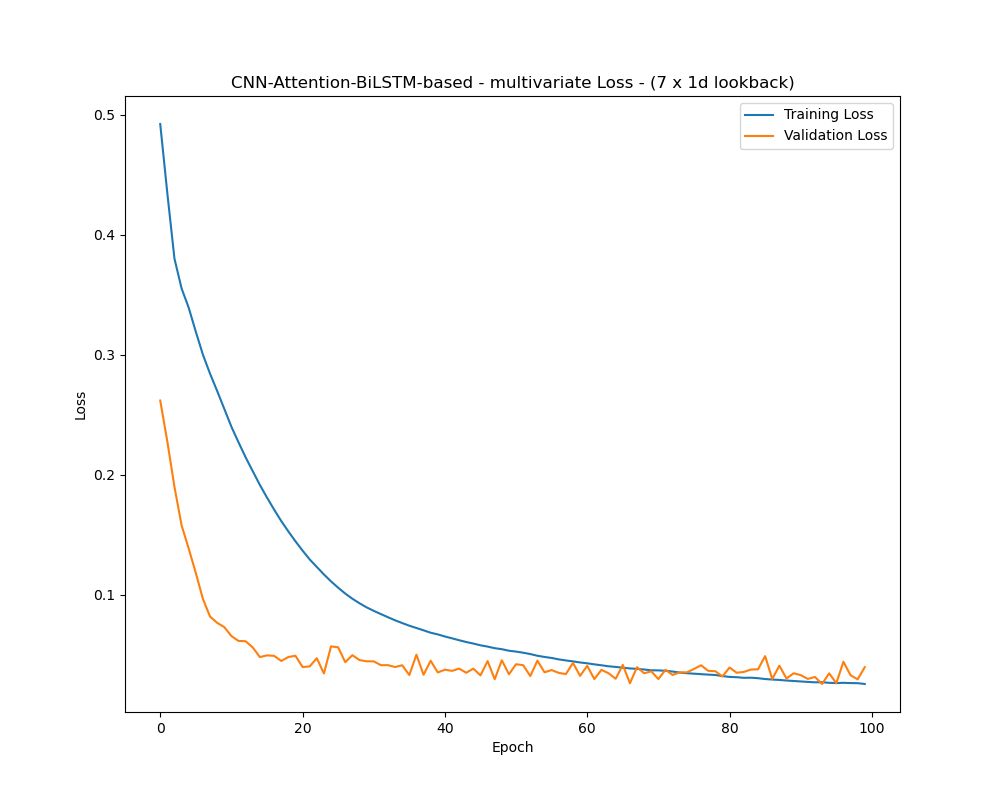 CNN-Attention-BiLSTM-based - multivariate Loss - (7 x 1d lookback)
Training Loss
Validation Loss
0.5
0.4
0.3
0.2
0.1
Loss
0 20 40 60 80 100
Epoch